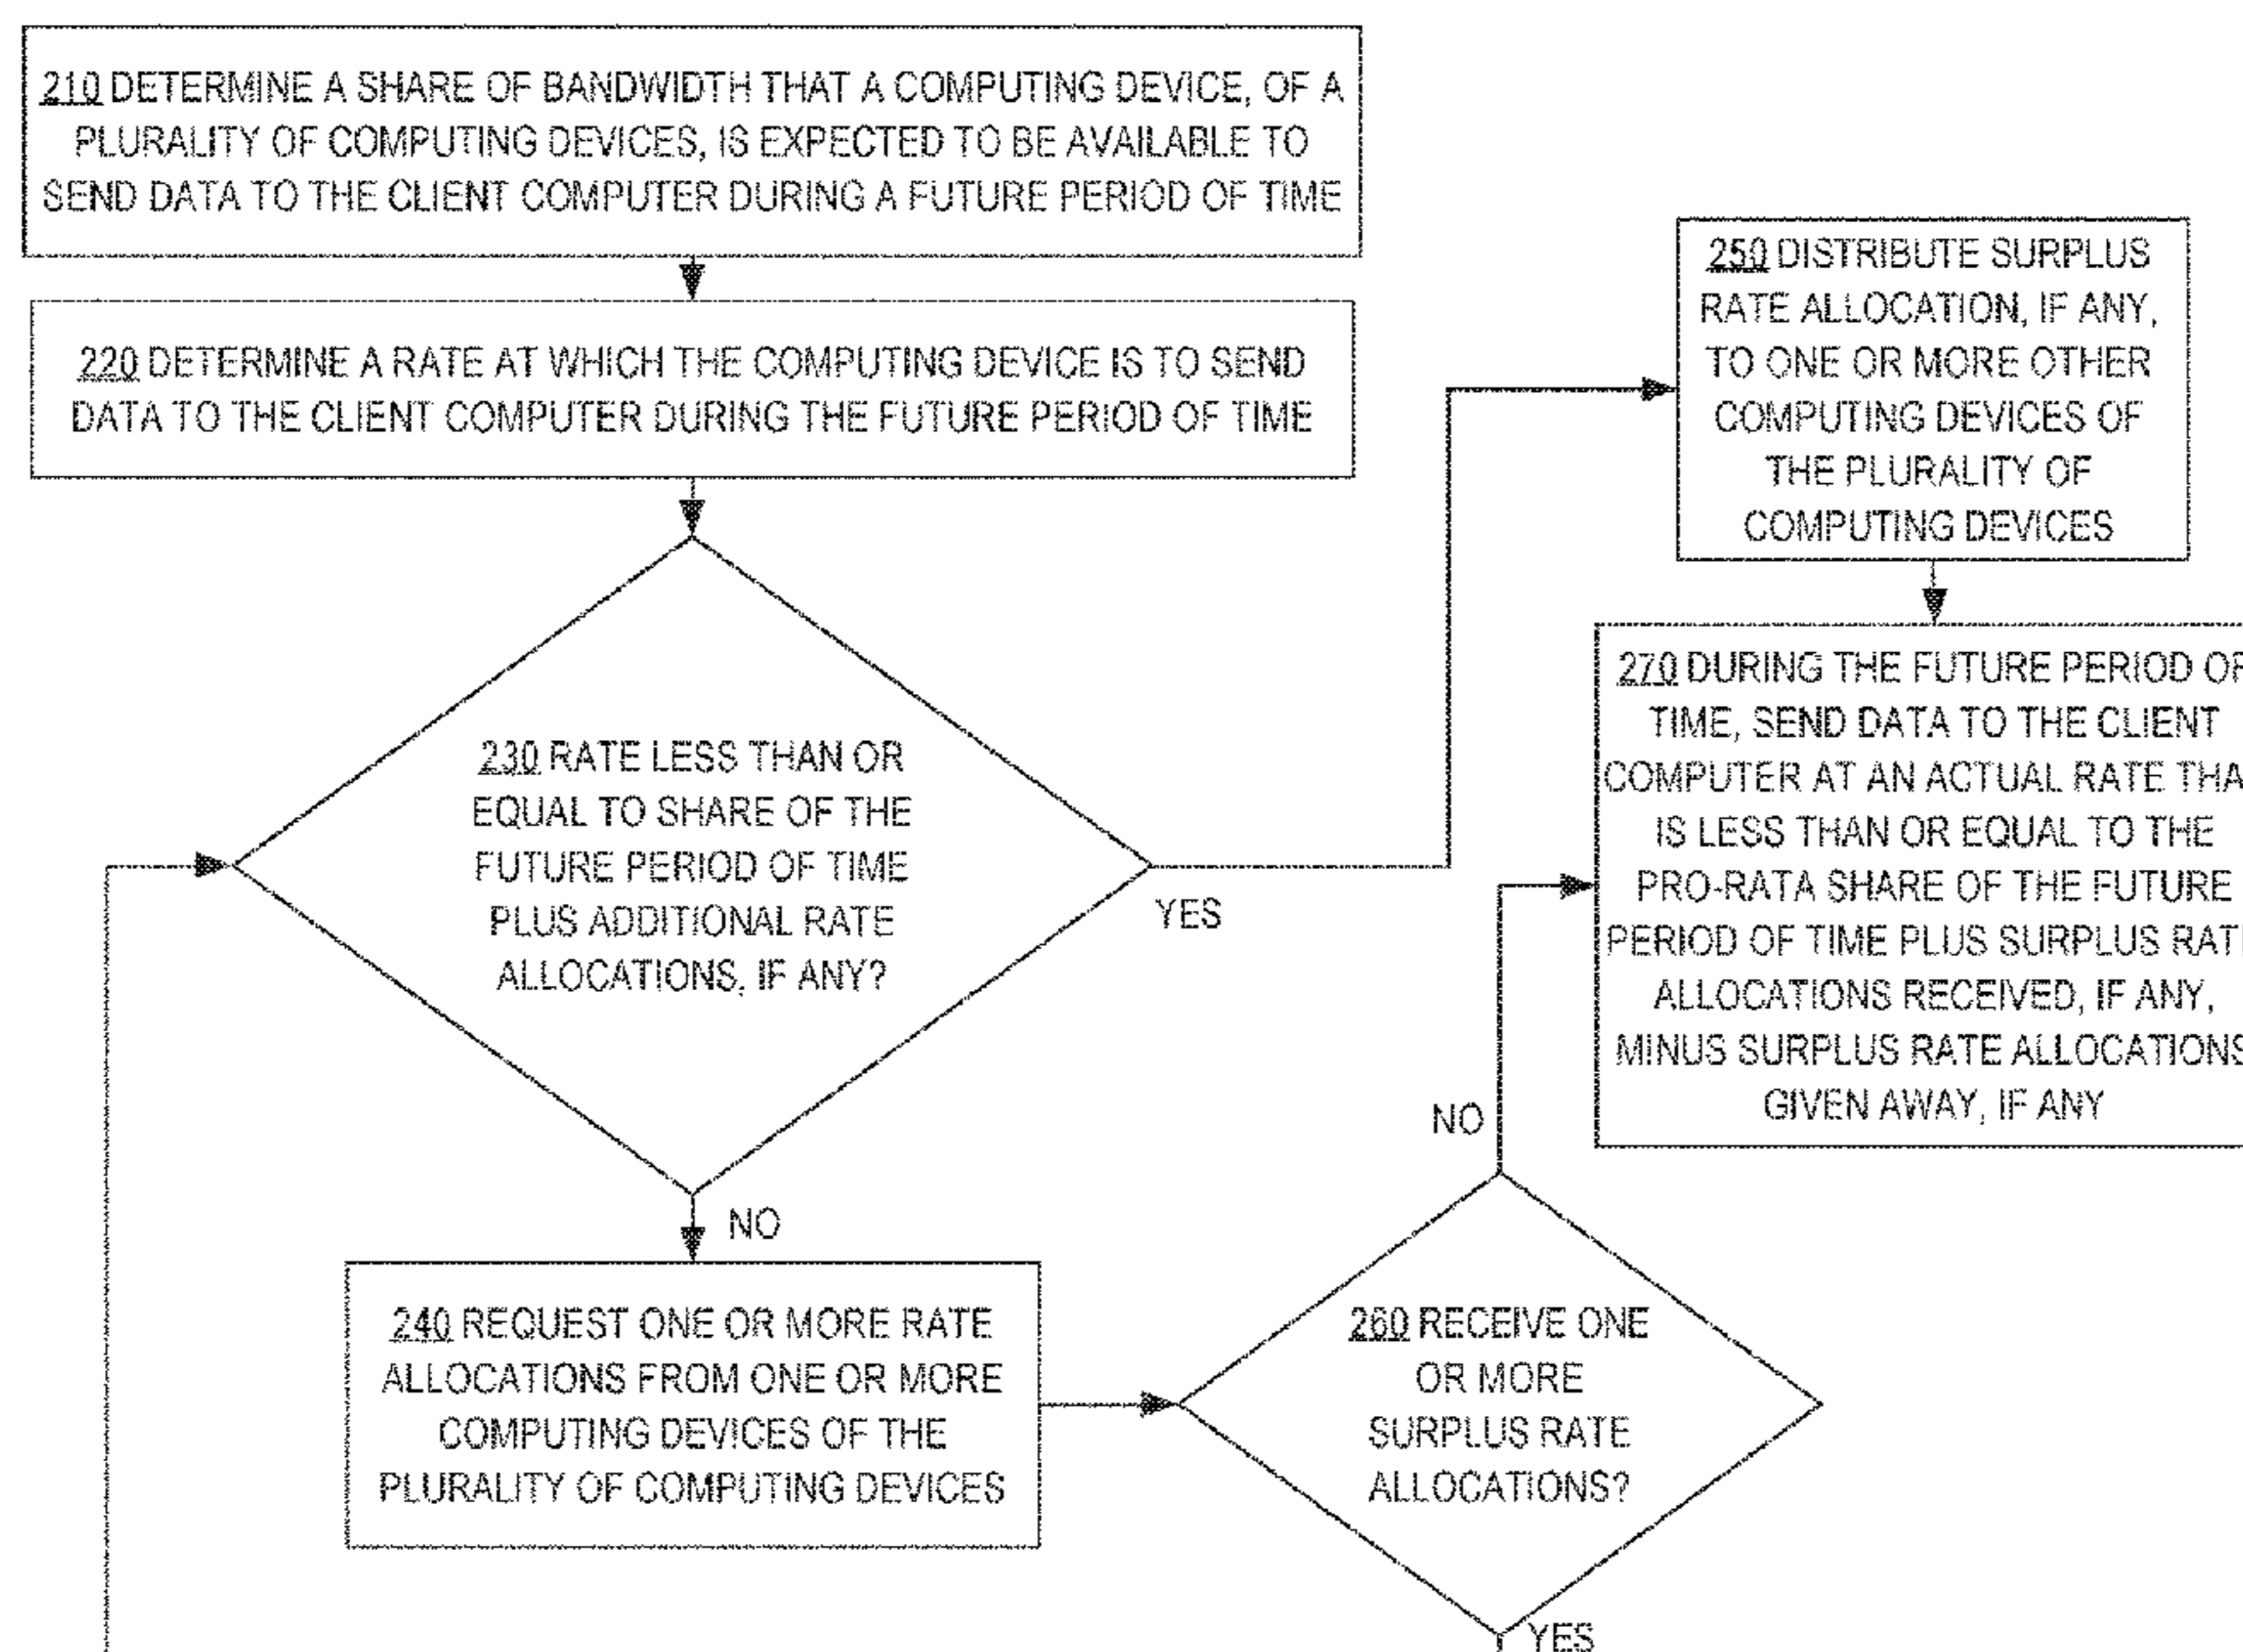 210 DETERMINE A SHARE OF BANDWIDTH THAT A COMPUTING DEVICE, OF A
PLURALITY OF COMPUTING DEVICES, IS EXPECTED TO BE AVAILABLE TO
SEND DATA TO THE CLIENT COMPUTER DURING A FUTURE PERIOD OF TIME
220 DETERMINE A RATE AT WHICH THE COMPUTING DEVICE IS TO SEND
DATA TO THE CLIENT COMPUTER DURING THE FUTURE PERIOD OF TIME
230 RATE LESS THAN OR
EQUAL TO SHARE OF THE
FUTURE PERIOD OF TIME
PLUS ADDITIONAL RATE
ALLOCATIONS, IF ANY?
YES
NO
240 REQUEST ONE OR MORE RATE
ALLOCATIONS FROM ONE OR MORE
COMPUTING DEVICES OF THE
PLURALITY OF COMPUTING DEVICES
250 DISTRIBUTE SURPLUS
RATE ALLOCATION, IF ANY,
TO ONE OR MORE OTHER
COMPUTING DEVICES OF
THE PLURALITY OF
COMPUTING DEVICES
270 DURING THE FUTURE PERIOD OF
TIME, SEND DATA TO THE CLIENT
COMPUTER AT AN ACTUAL RATE THA
IS LESS THAN OR EQUAL TO THE
PRO-RATA SHARE OF THE FUTURE
PERIOD OF TIME PLUS SURPLUS RAT
ALLOCATIONS RECEIVED, IF ANY,
MINUS SURPLUS RATE ALLOCATIONS
GIVEN AWAY, IF ANY
NO
260 RECEIVE ONE
OR MORE
SURPLUS RATE
ALLOCATIONS?
YES